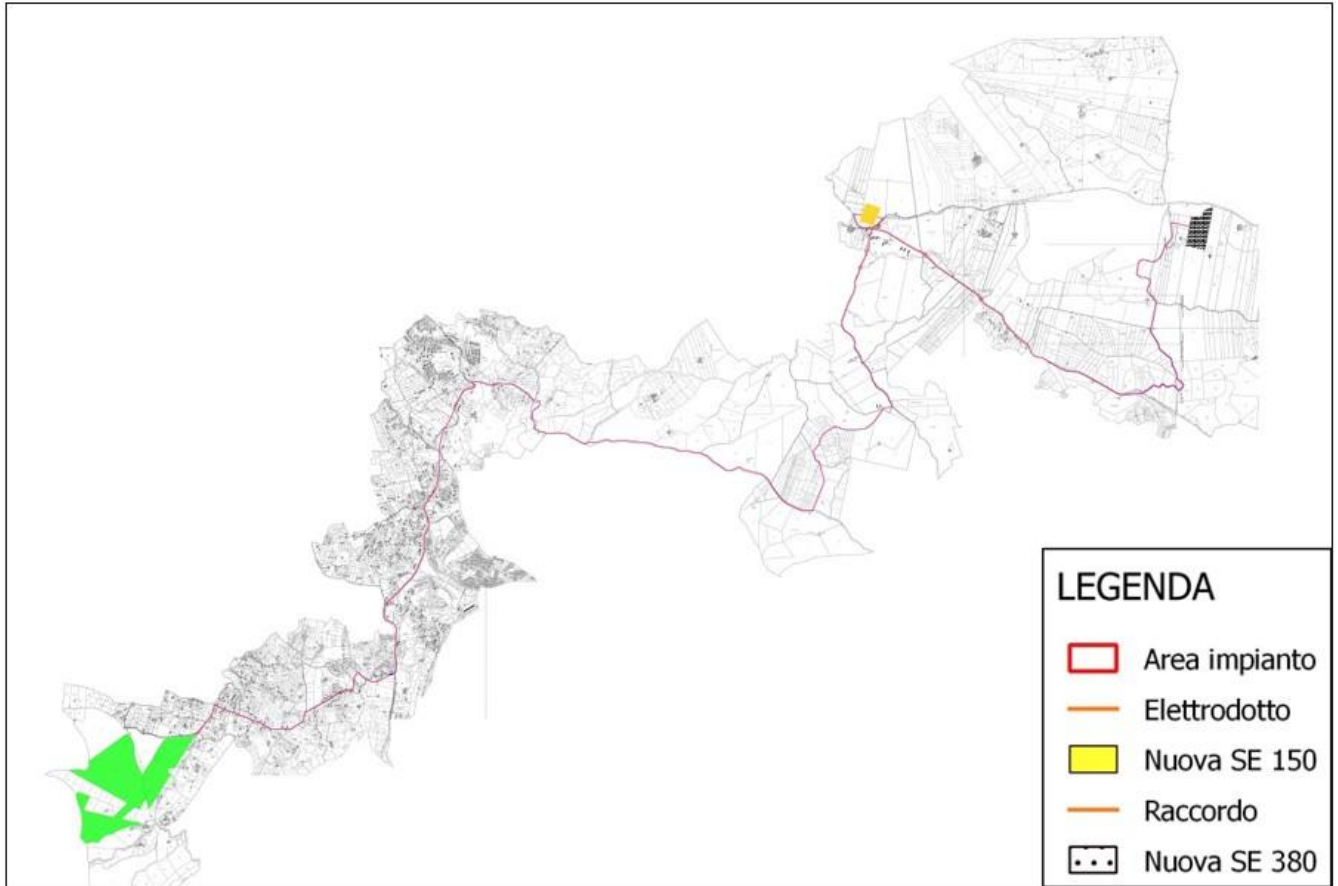 LEGENDA
Area impianto
Elettrodotto
Nuova SE 150
Raccordo
Nuova SE 380